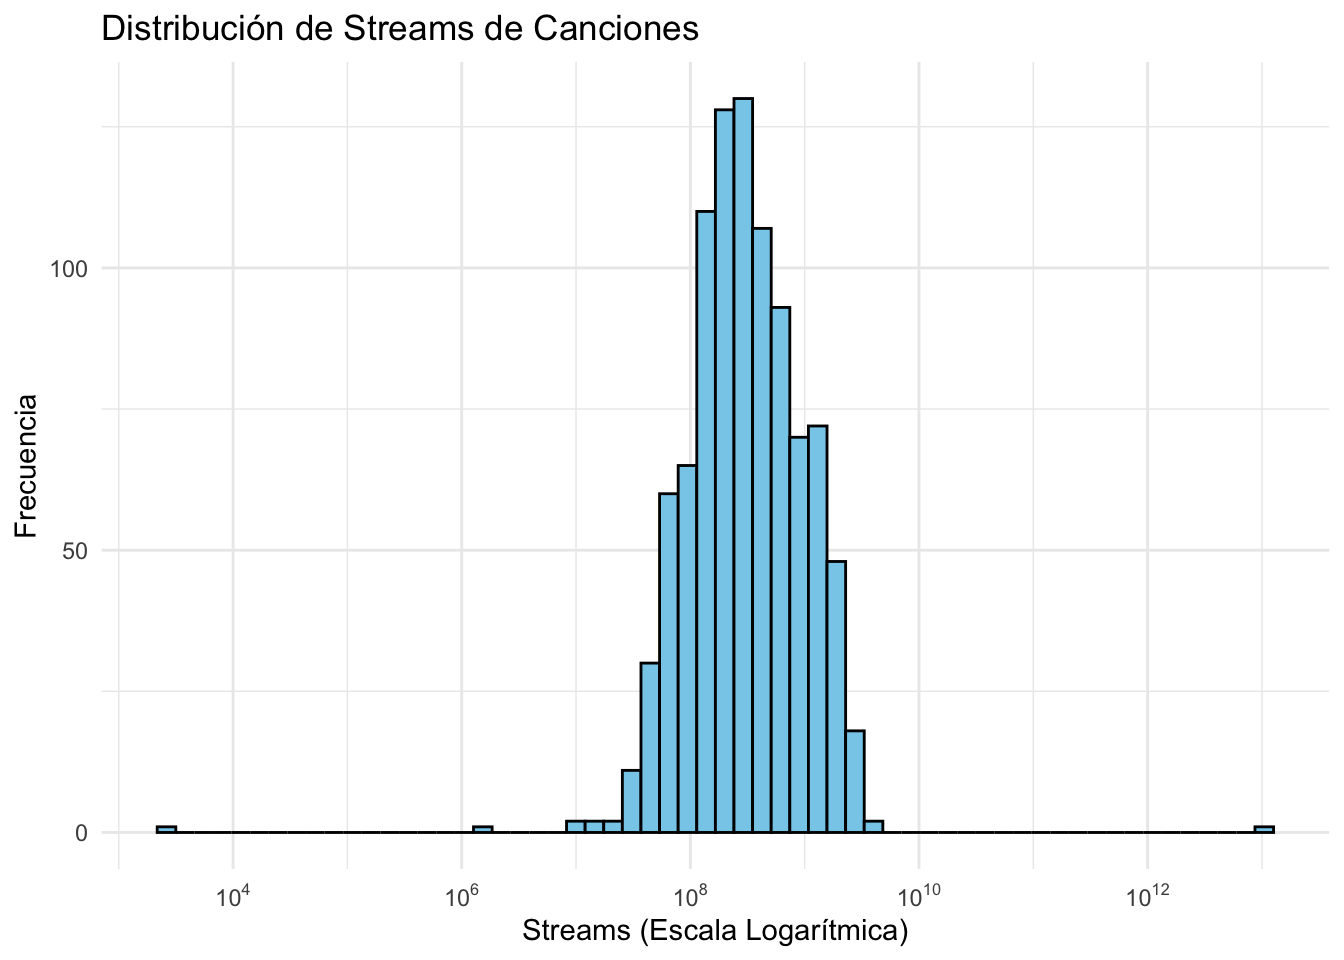 Distribución de Streams de Canciones
Frecuencia
100
50
0
10^4 10^6 10^8 10^10 10^12
Streams (Escala Logarítmica)